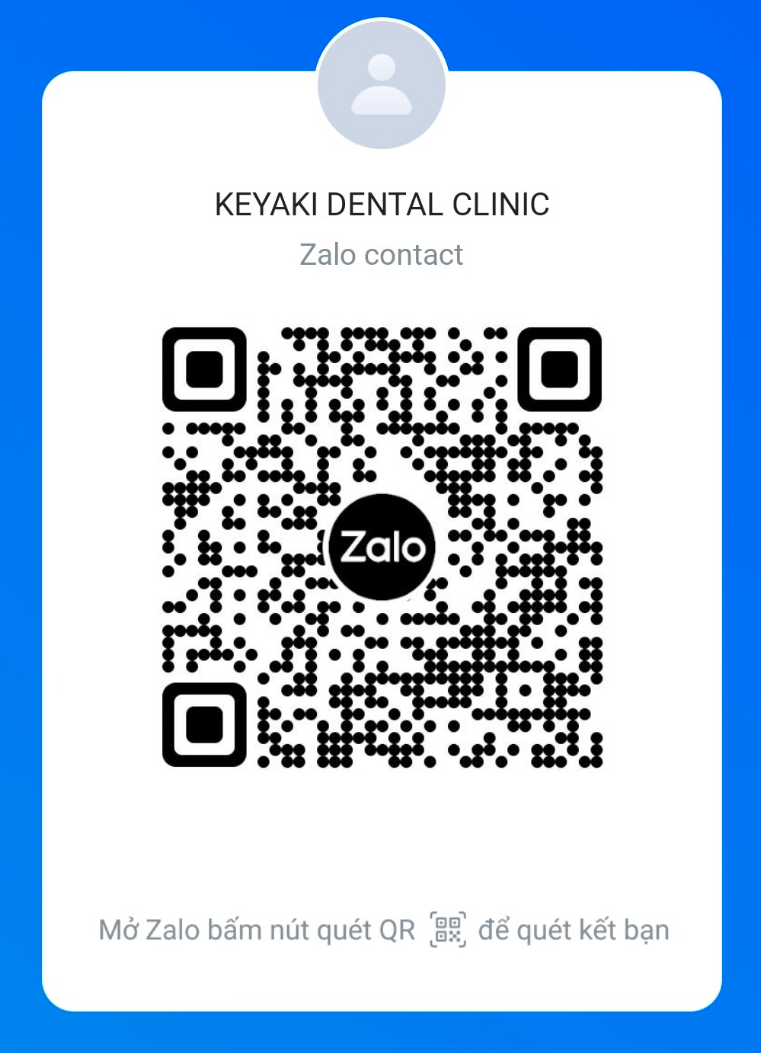 KEYAKI DENTAL CLINIC
Zalo contact
Zalo
Mở Zalo bấm nút quét QR để quét kết bạn